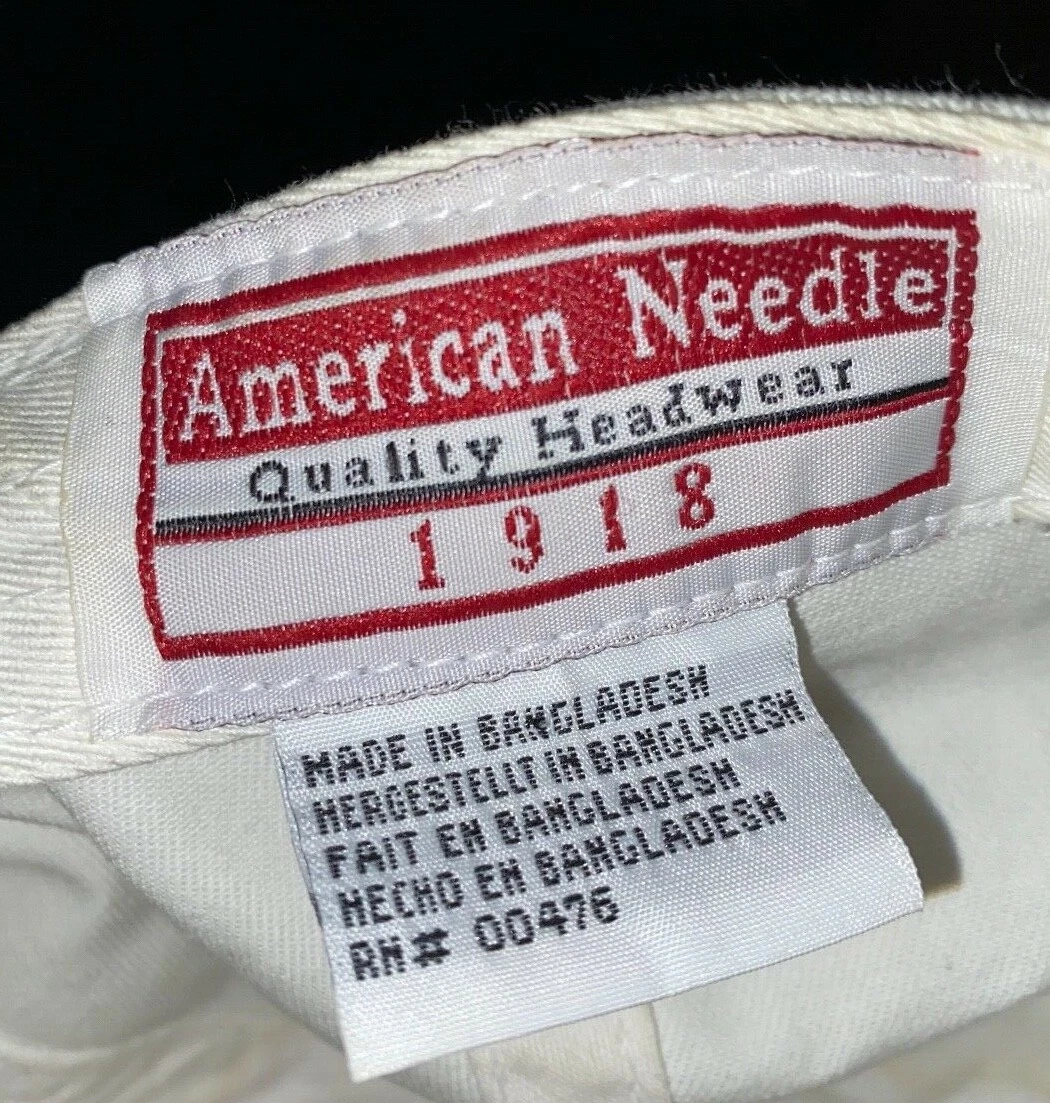 American Needle
Quality Headwear
1918
MADE IN BANGLADESH
HERGESTELLT IN BANGLADESH
FAIT EN BANGLADESH
HECHO EN BANGLADESH
RN# 00476